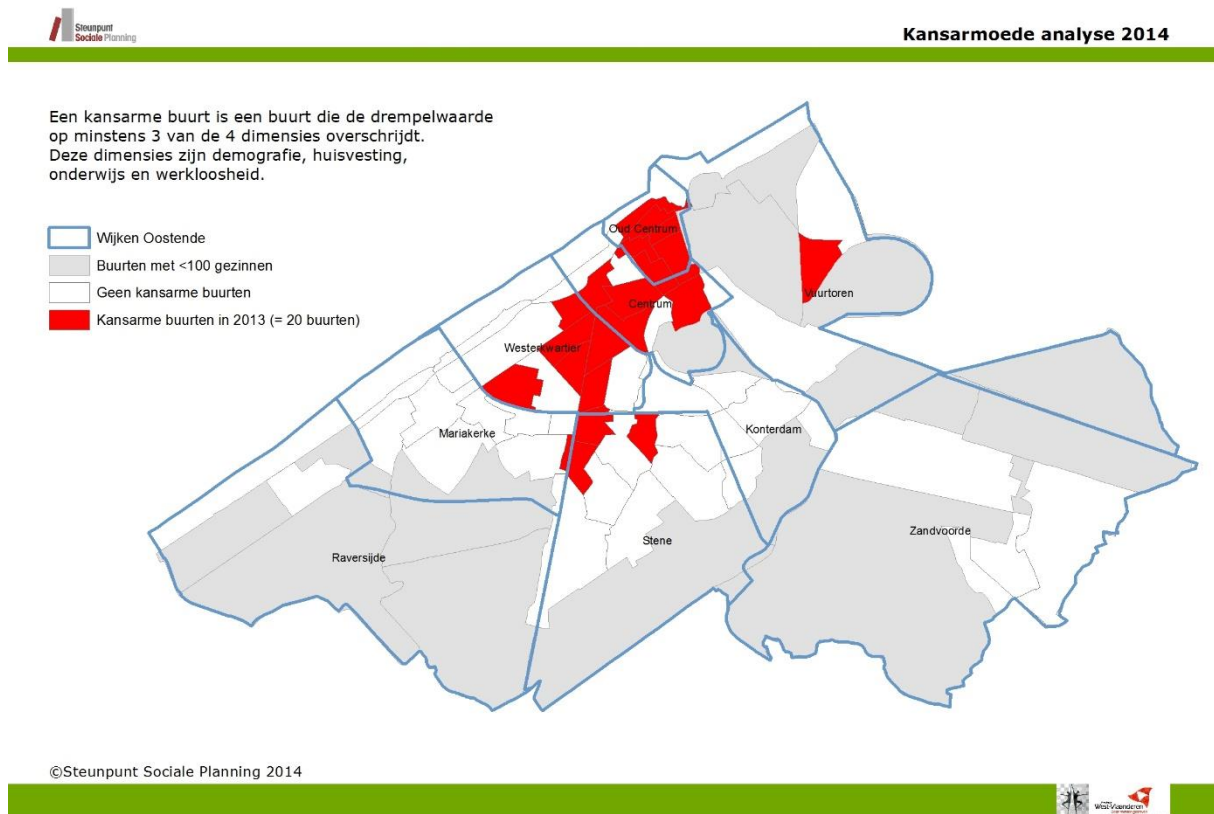 Steunpunt
Sociale Planning
Kansarmoede analyse 2014
Een kansarme buurt is een buurt die de drempelwaarde
op minstens 3 van de 4 dimensies overschrijdt.
Deze dimensies zijn demografie, huisvesting,
onderwijs en werkloosheid.
Wijken Oostende
Buurten met <100 gezinnen
Geen kansarme buurten
Kansarme buurten in 2013 (= 20 buurten)
Oud Centrum
Vuurtoren
Centrum
Westerkwartier
Mariakerke
Konterdam
Zandvoorde
Stene
Raversijde
©Steunpunt Sociale Planning 2014
West-Vlaanderen